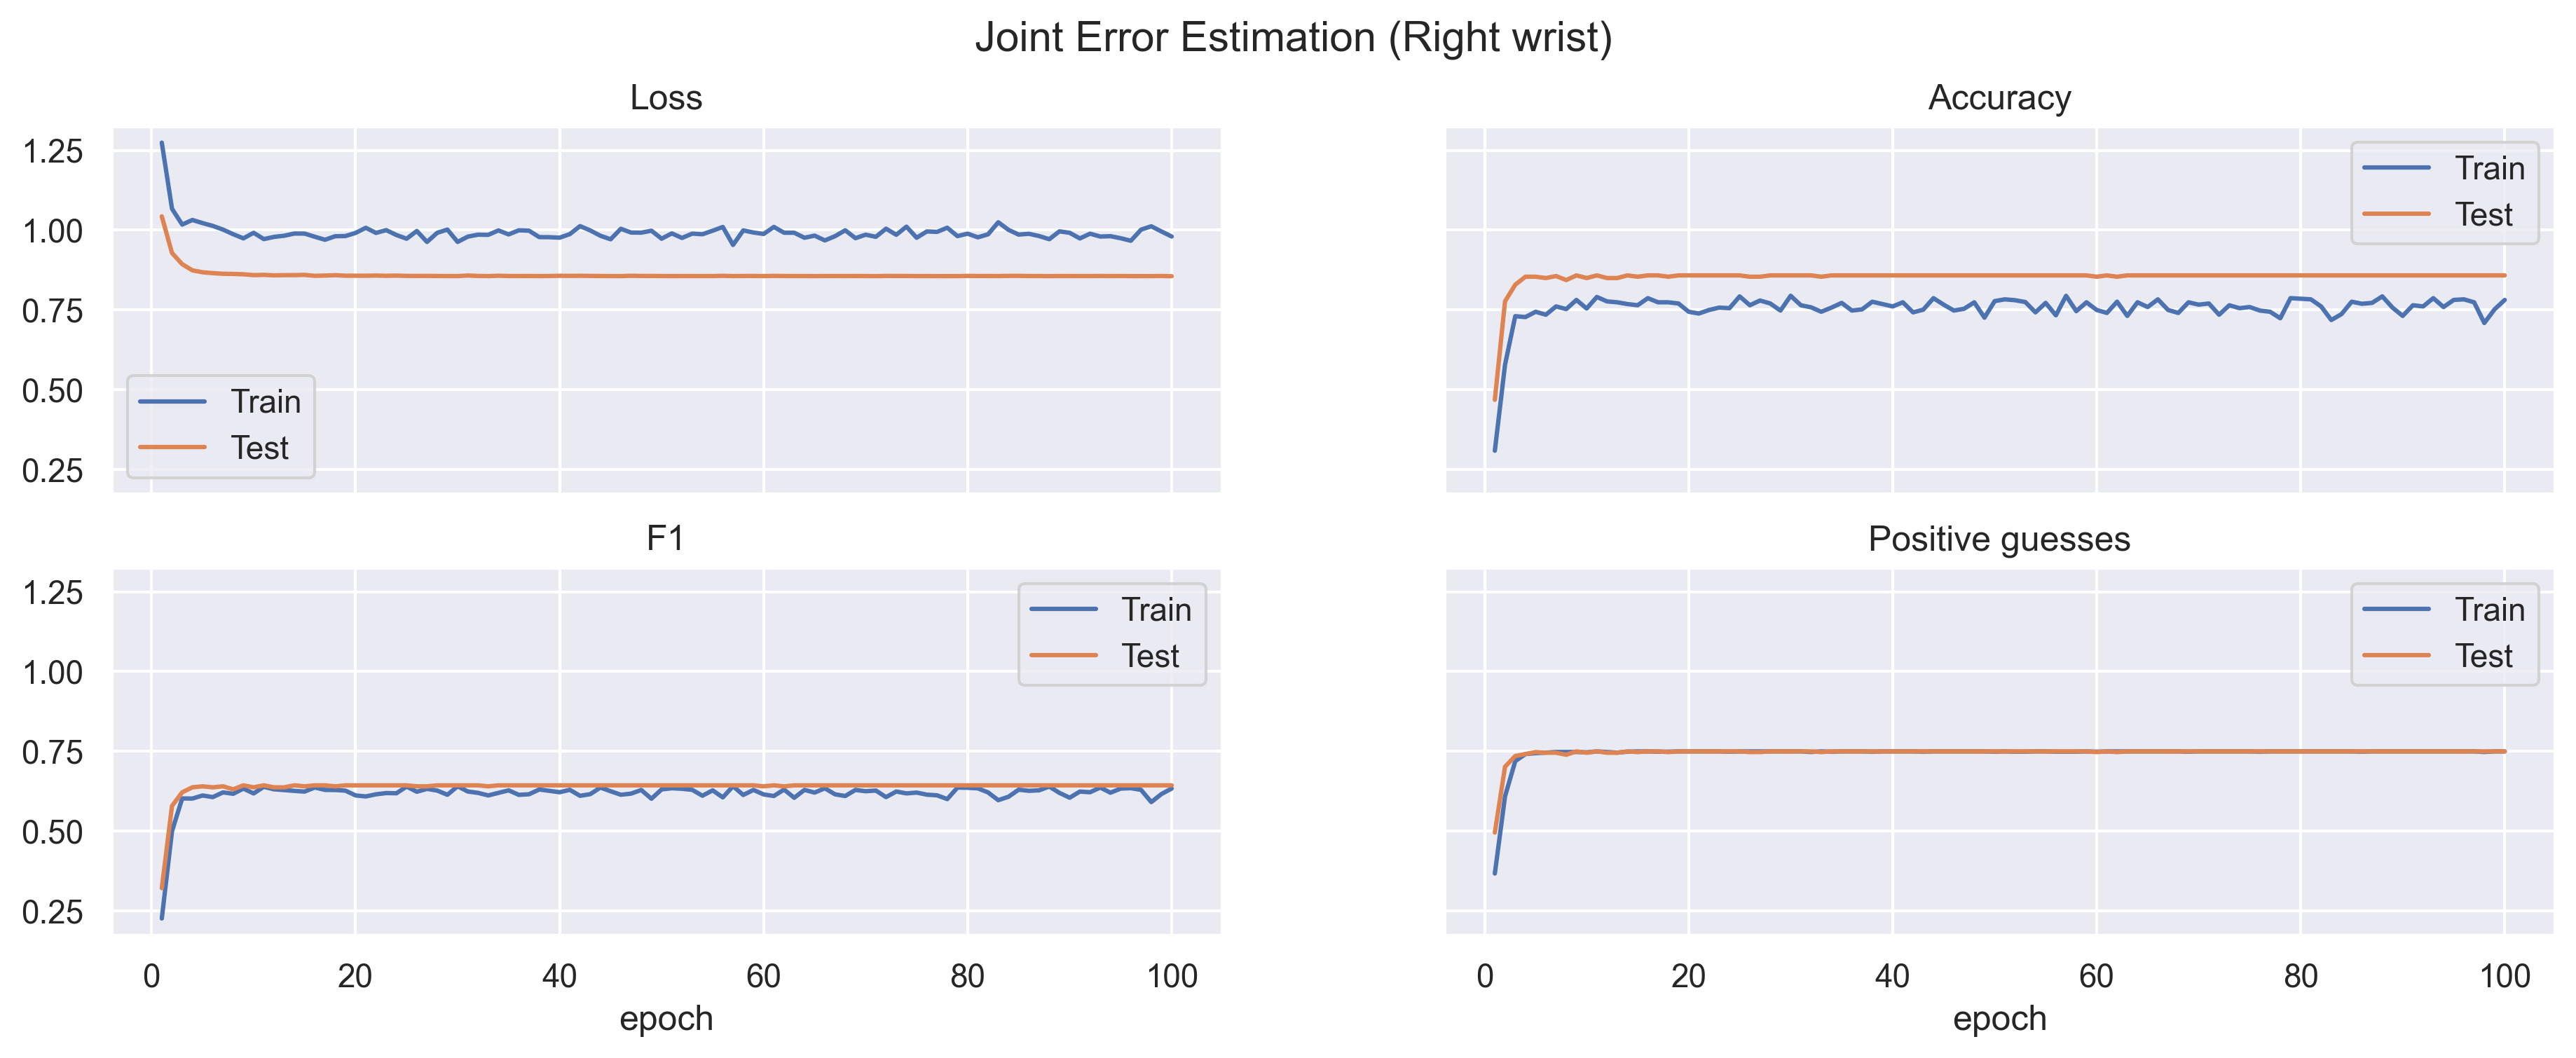 Joint Error Estimation (Right wrist)
Loss
1.25
1.00
0.75
0.50
0.25
Train
Test
Accuracy
Train
Test
F1
1.25
1.00
0.75
0.50
0.25
Train
Test
0 20 40 60 80 100
epoch
Positive guesses
Train
Test
0 20 40 60 80 100
epoch